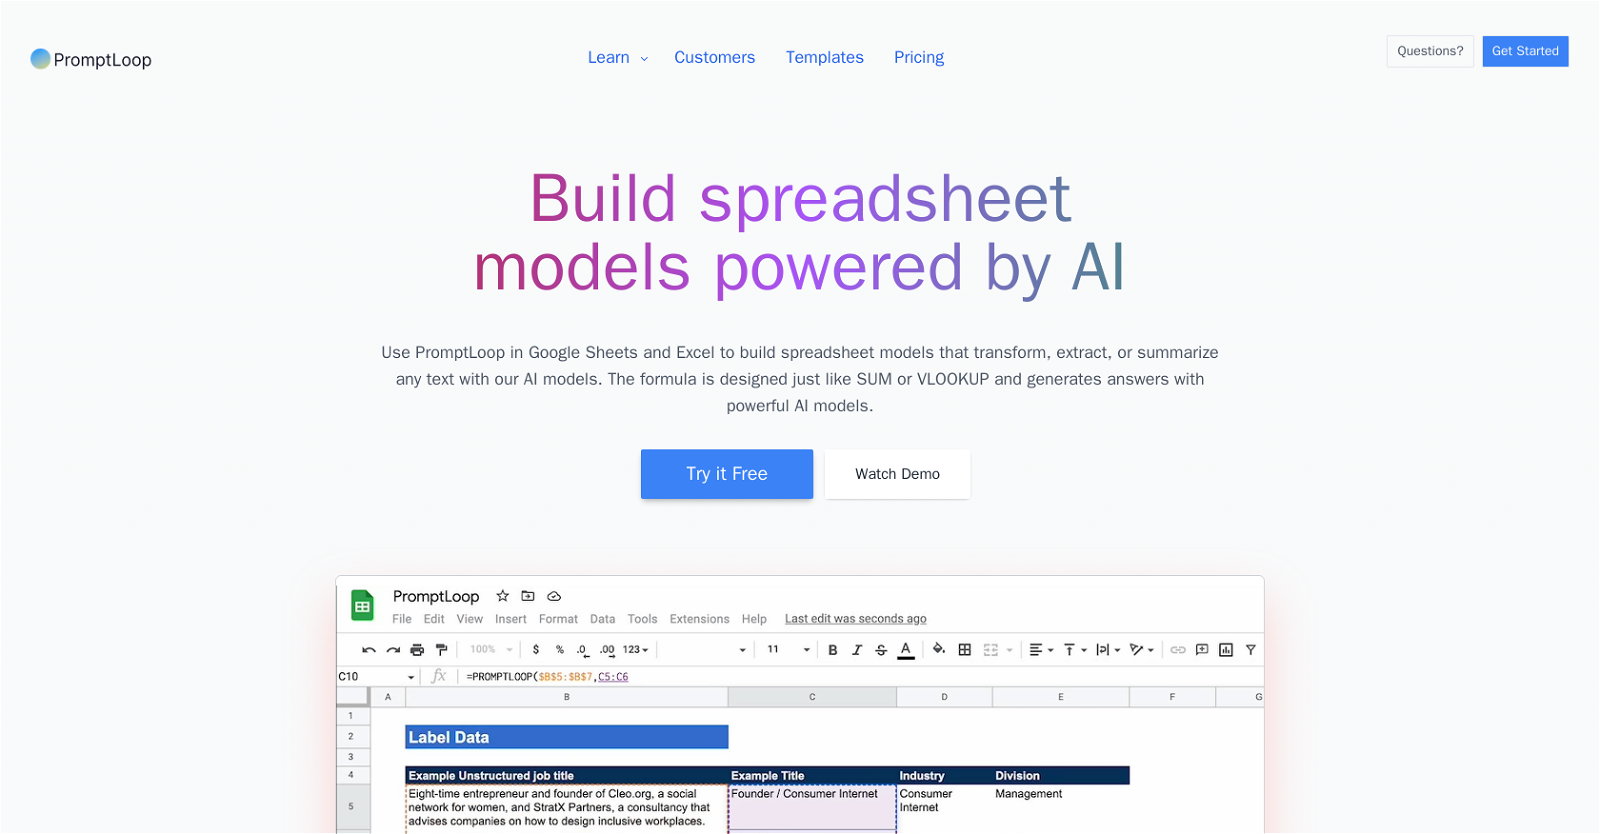 PromptLoop
Learn
Customers
Templates
Pricing
Questions?
Get Started
Build spreadsheet
models powered by AI
Use PromptLoop in Google Sheets and Excel to build spreadsheet models that transform, extract, or summarize
any text with our AI models. The formula is designed just like SUM or VLOOKUP and generates answers with
powerful AI models.
Try it Free
Watch Demo
PromptLoop
File Edit View Insert Format Data Tools Extensions Help Last edit was seconds ago
100% $ % .0 .00 123 11 B I S A
C10 fx =PROMPTLOOP($B$5:$B$7,C5:C6
A B C D E F G
1
2 Label Data
3
4 Example Unstructured job title Example Title Industry Division
Eight-time entrepreneur and founder of Cleo.org, a social Founder / Consumer Internet Consumer Management
5 network for women, and StratX Partners, a consultancy that Internet
advises companies on how to design inclusive workplaces.